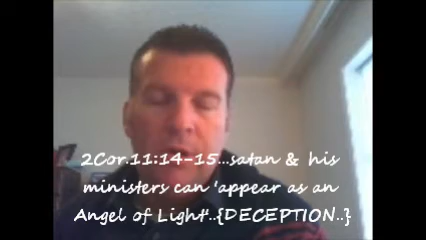 2Cor.11:14-15...satan & his
ministers can 'appear as an
Angel of Light'..{DECEPTION..}